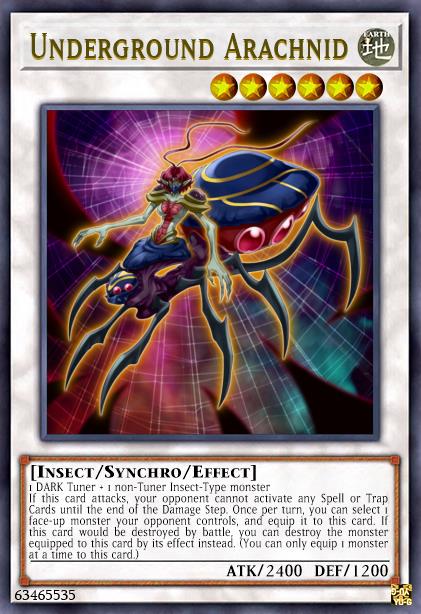 UNDERGROUND ARACHNID
EARTH
地
[INSECT/SYNCHRO/EFFECT]
1 DARK Tuner + 1 non-Tuner Insect-Type monster
If this card attacks, your opponent cannot activate any Spell or Trap
Cards until the end of the Damage Step. Once per turn, you can select 1
face-up monster your opponent controls, and equip it to this card. If
this card would be destroyed by battle, you can destroy the monster
equipped to this card by its effect instead. (You can only equip 1 monster
at a time to this card.)
ATK/2400 DEF/1200
63465535